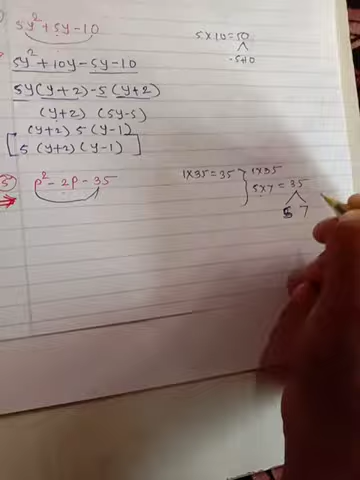 5y² + 5y - 10
5 x 10 = 50
-5 +10
5y² + 10y - 5y - 10
5y (y + 2) - 5 (y + 2)
(y + 2) (5y - 5)
(y + 2) 5 (y - 1)
[5 (y + 2) (y - 1)]
⑤ p² - 2p - 35
1 x 35 = 35 } 1 x 35
5 x 7 = 35
5 7